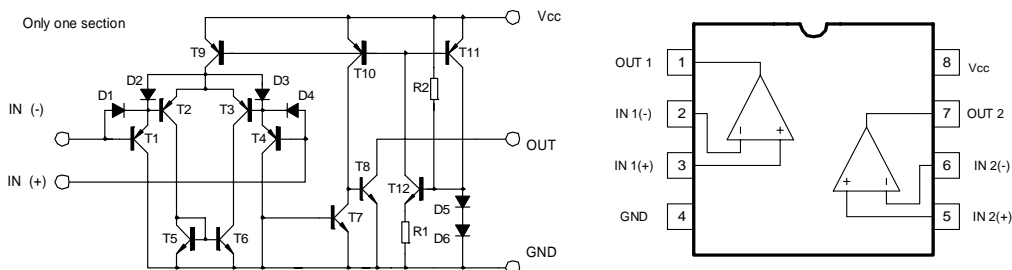 Only one section
Vcc
T9
T10
T11
D2
D3
R2
D1
D4
IN (-)
T2
T3
T1
T4
OUT
IN (+)
T8
T12
D5
T7
T5
T6
R1
D6
GND
OUT 1
1
8
Vcc
IN 1(-)
2
7
OUT 2
IN 1(+)
3
6
IN 2(-)
GND
4
5
IN 2(+)